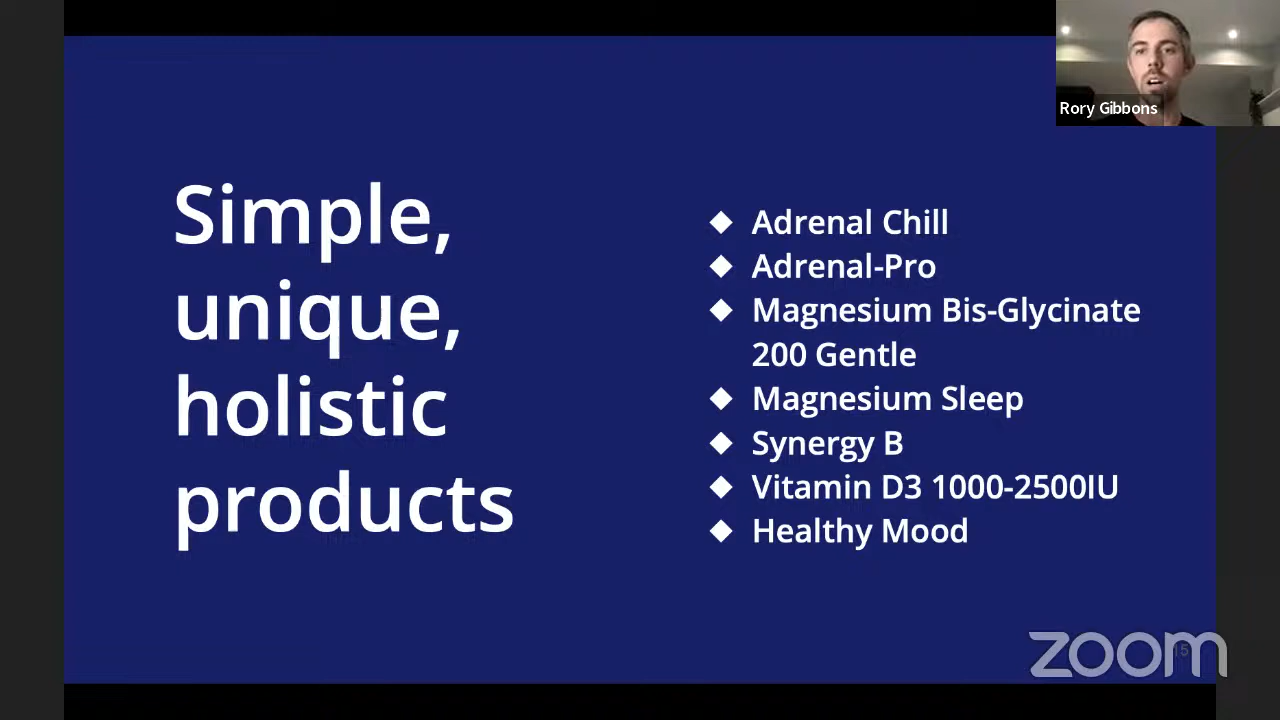 Rory Gibbons
Simple,
unique,
holistic
products
Adrenal Chill
Adrenal-Pro
Magnesium Bis-Glycinate
200 Gentle
Magnesium Sleep
Synergy B
Vitamin D3 1000-2500IU
Healthy Mood
zoom
15